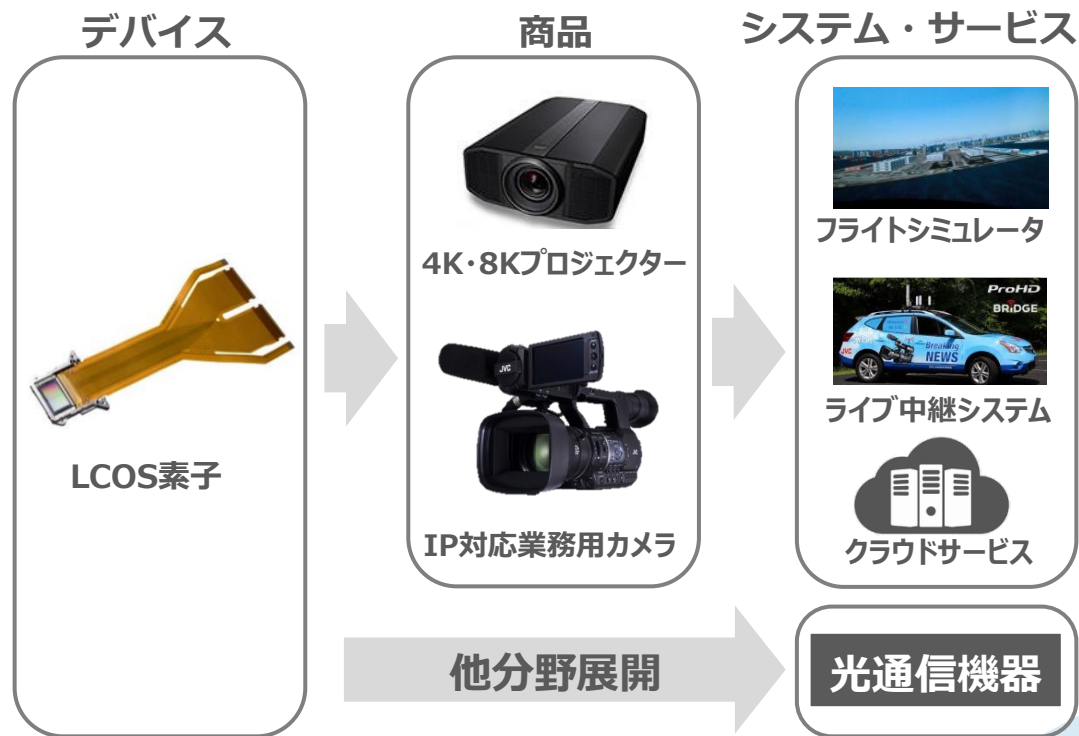 デバイス
商品
システム・サービス
LCOS素子
4K・8Kプロジェクター
JVC
IP対応業務用カメラ
フライトシミュレータ
ProHD
BRiDGE
Breaking
NEWS
JVC
ライブ中継システム
クラウドサービス
他分野展開
光通信機器